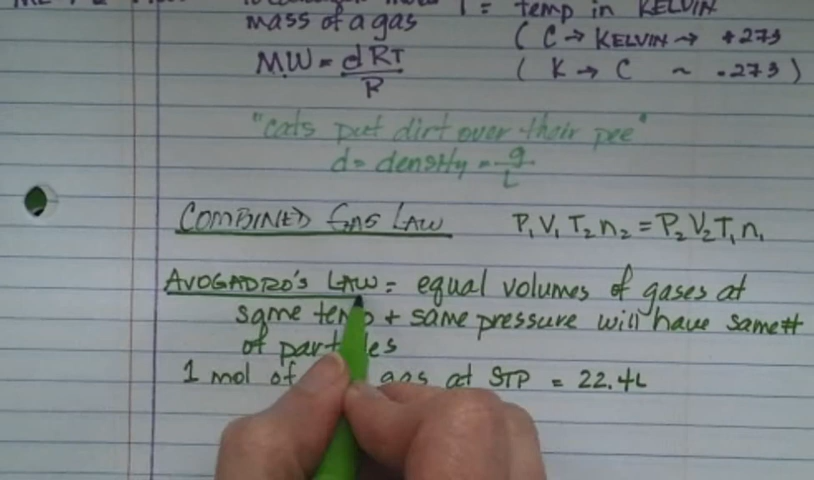 T = temp in KELVIN
mass of a gas
(C → KELVIN → +273
MW = dRT
P
(K → C ~ -273)
"cats put dirt over their pee"
d = density = g
L
COMBINED GAS LAW P₁V₁T₂n₂ = P₂V₂T₁n₁
AVOGADRO'S LAW = equal volumes of gases at
same temp + same pressure will have same #
of particles
1 mol of gas at STP = 22.4L